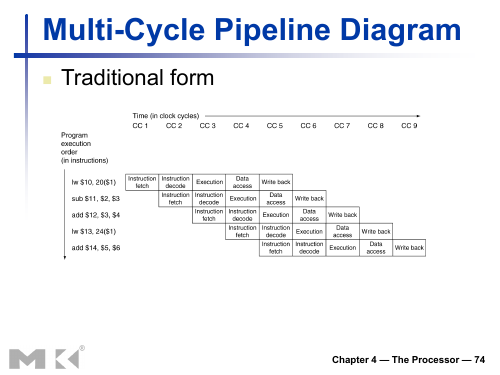 Multi-Cycle Pipeline Diagram
Traditional form
Time (in clock cycles)
CC 1 CC 2 CC 3 CC 4 CC 5 CC 6 CC 7 CC 8 CC 9
Program
execution
order
(in instructions)
lw $10, 20($1) Instruction fetch Instruction decode Execution Data access Write back
sub $11, $2, $3 Instruction fetch Instruction decode Execution Data access Write back
add $12, $3, $4 Instruction fetch Instruction decode Execution Data access Write back
lw $13, 24($1) Instruction fetch Instruction decode Execution Data access Write back
add $14, $5, $6 Instruction fetch Instruction decode Execution Data access Write back
MK®
Chapter 4 — The Processor — 74